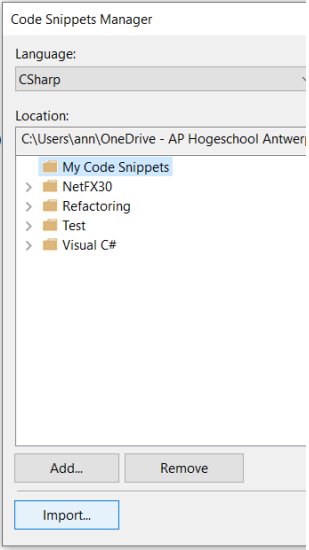 Code Snippets Manager
Language:
CSharp
Location:
C:\Users\ann\OneDrive - AP Hogeschool Antwer
My Code Snippets
NetFX30
Refactoring
Test
Visual C#
Add... Remove
Import...